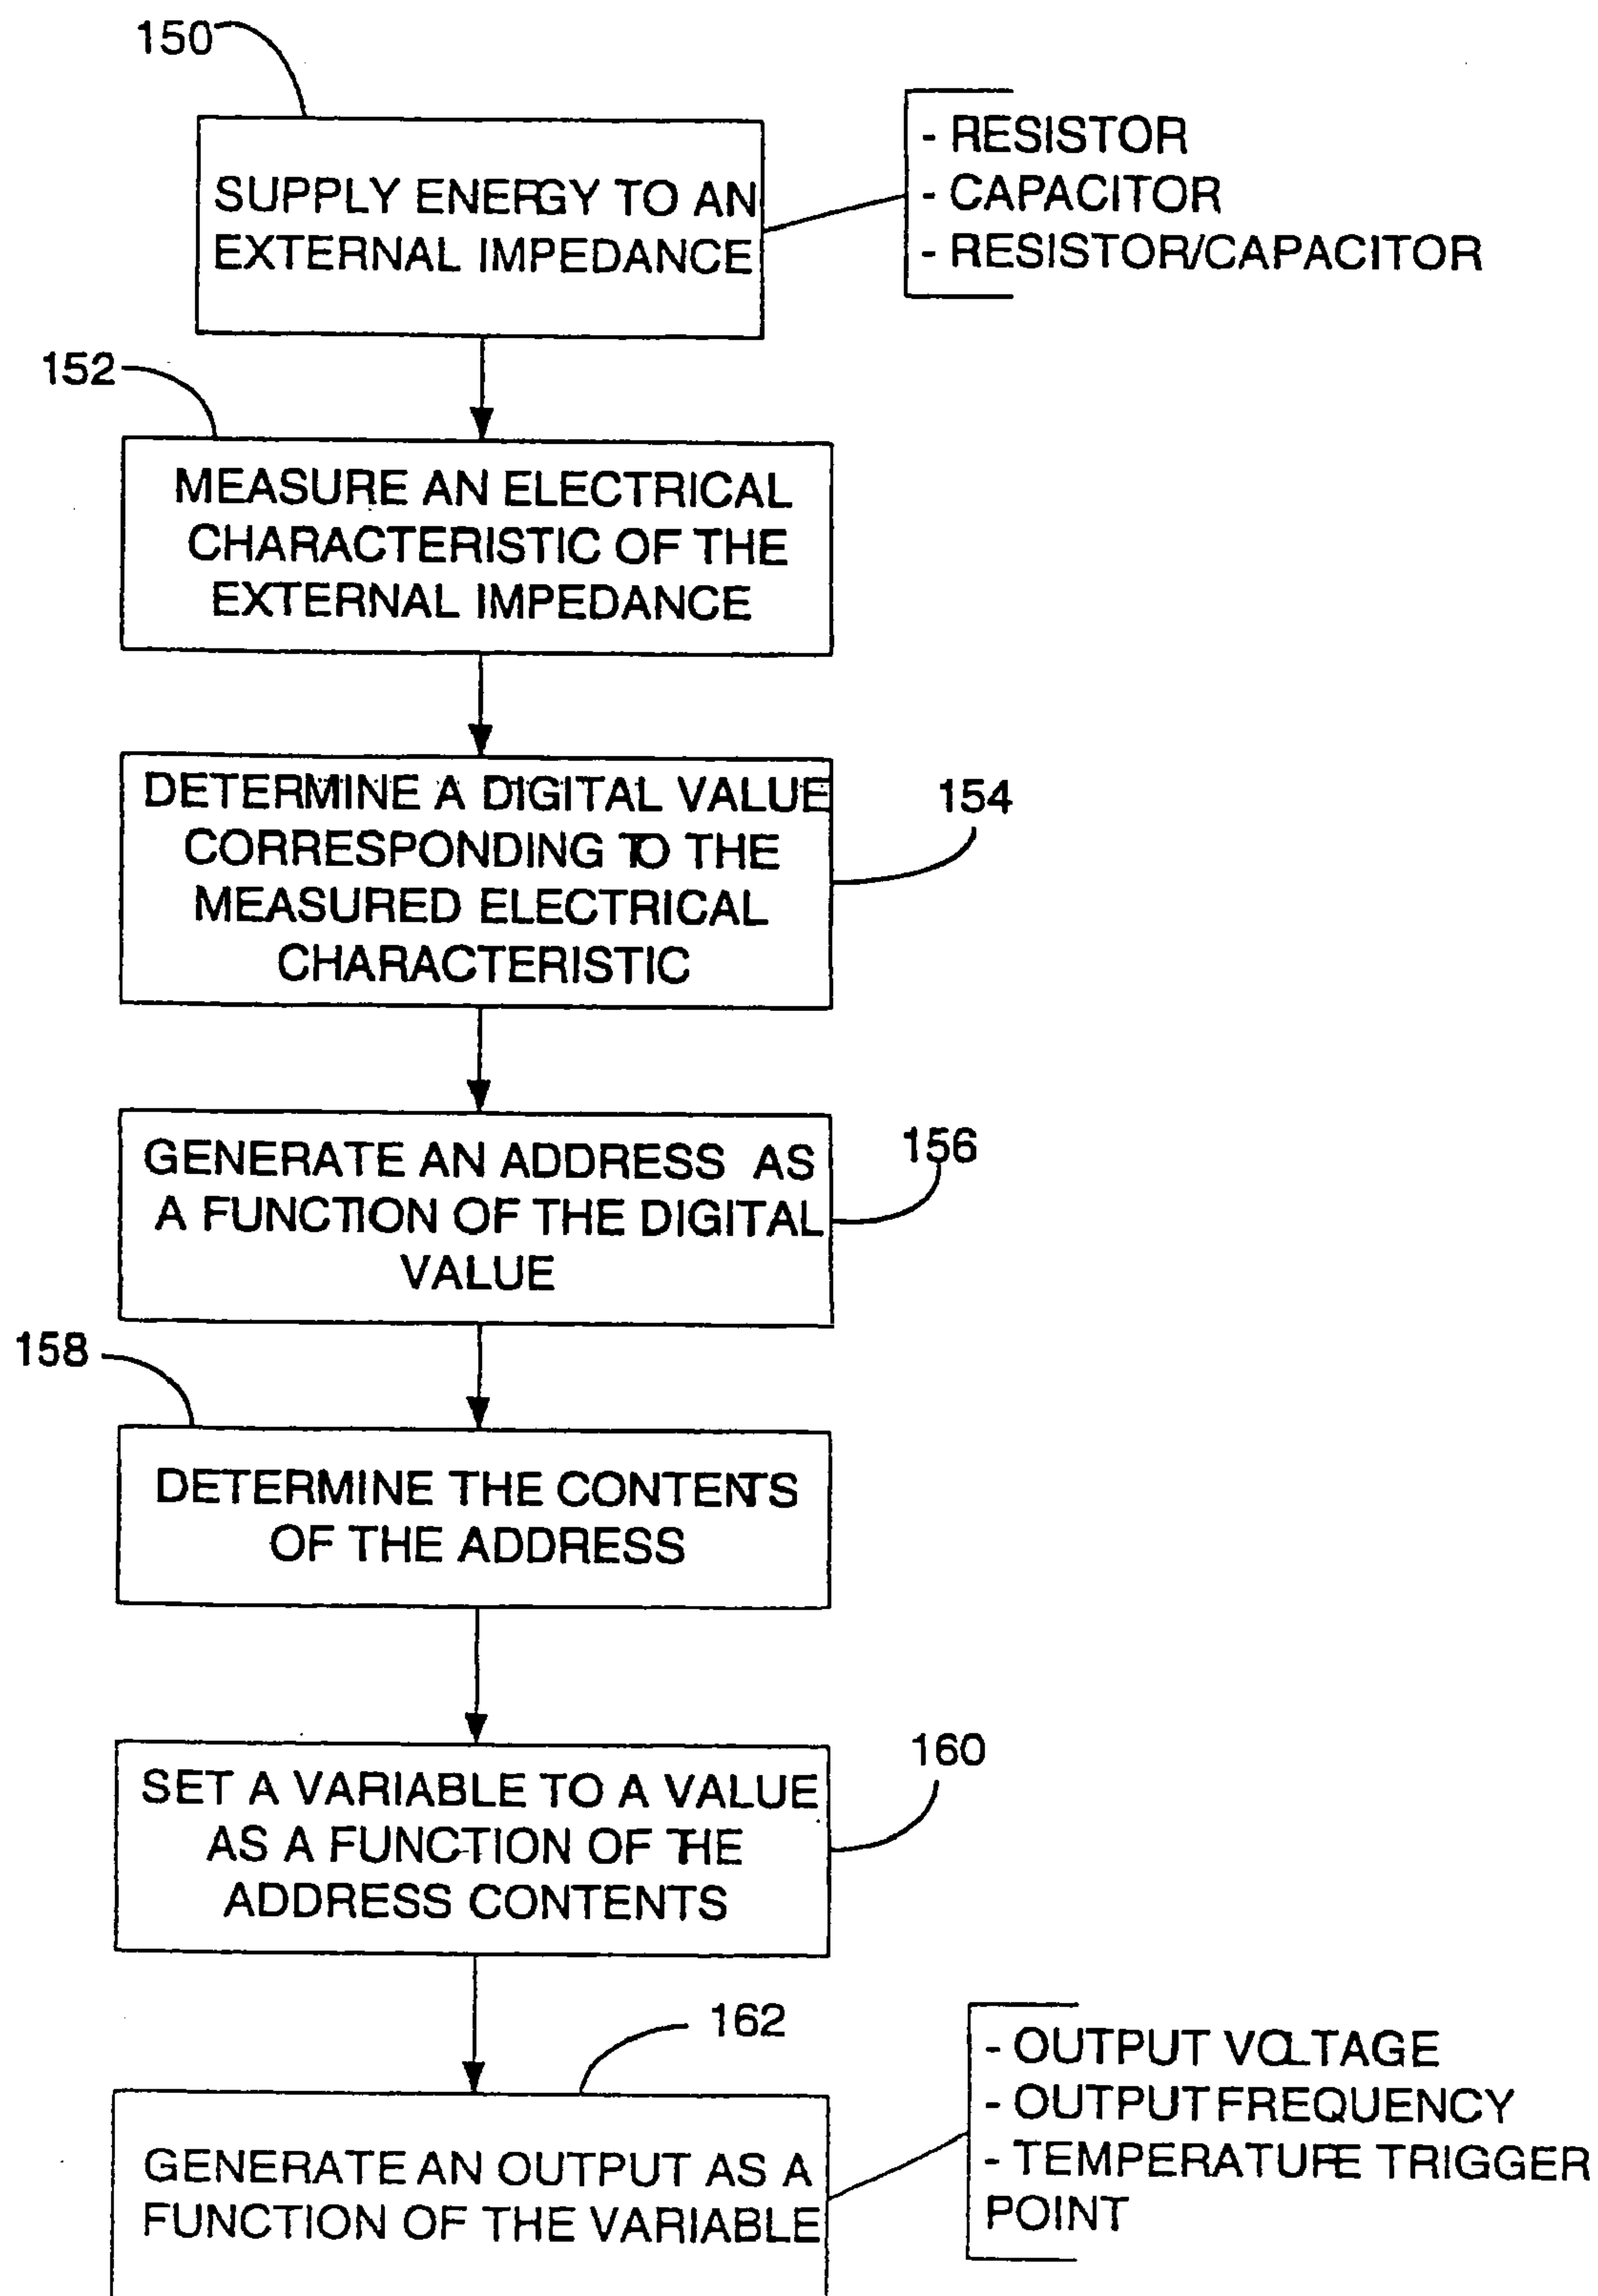 150
SUPPLY ENERGY TO AN
EXTERNAL IMPEDANCE
- RESISTOR
- CAPACITOR
- RESISTOR/CAPACITOR
152
MEASURE AN ELECTRICAL
CHARACTERISTIC OF THE
EXTERNAL IMPEDANCE
DETERMINE A DIGITAL VALUE
CORRESPONDING TO THE
MEASURED ELECTRICAL
CHARACTERISTIC
154
GENERATE AN ADDRESS AS
A FUNCTION OF THE DIGITAL
VALUE
156
158
DETERMINE THE CONTENTS
OF THE ADDRESS
SET A VARIABLE TO A VALUE
AS A FUNCTION OF THE
ADDRESS CONTENTS
160
162
GENERATE AN OUTPUT AS A
FUNCTION OF THE VARIABLE
- OUTPUT VOLTAGE
- OUTPUT FREQUENCY
- TEMPERATURE TRIGGER
POINT